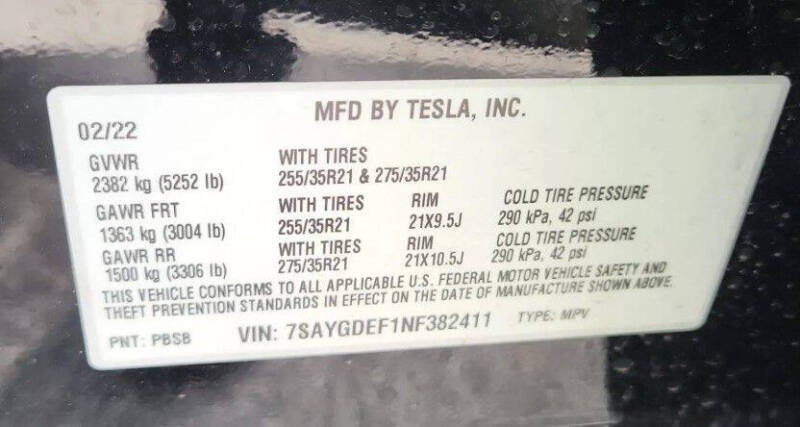 MFD BY TESLA, INC.
02/22
GVWR WITH TIRES
2382 kg (5252 lb) 255/35R21 & 275/35R21
GAWR FRT WITH TIRES RIM COLD TIRE PRESSURE
1363 kg (3004 lb) 255/35R21 21X9.5J 290 kPa, 42 psi
GAWR RR WITH TIRES RIM COLD TIRE PRESSURE
1500 kg (3306 lb) 275/35R21 21X10.5J 290 kPa, 42 psi
THIS VEHICLE CONFORMS TO ALL APPLICABLE U.S. FEDERAL MOTOR VEHICLE SAFETY AND
THEFT PREVENTION STANDARDS IN EFFECT ON THE DATE OF MANUFACTURE SHOWN ABOVE.
PNT: PBSB VIN: 7SAYGDEF1NF382411 TYPE: MPV